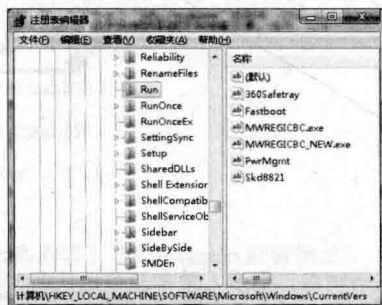 注册表编辑器
文件(F) 编辑(E) 查看(V) 收藏夹(A) 帮助(H)
Reliability
RenameFiles
Run
RunOnce
RunOnceEx
SettingSync
Setup
SharedDLLs
Shell Extensior
ShellCompatib
ShellServiceOb
Sidebar
SideBySide
SMDEn
名称
(默认)
360Safetray
Fastboot
MWREGICBC.exe
MWREGICBC_NEW.exe
PwrMgmt
Skd8821
计算机\HKEY_LOCAL_MACHINE\SOFTWARE\Microsoft\Windows\CurrentVers